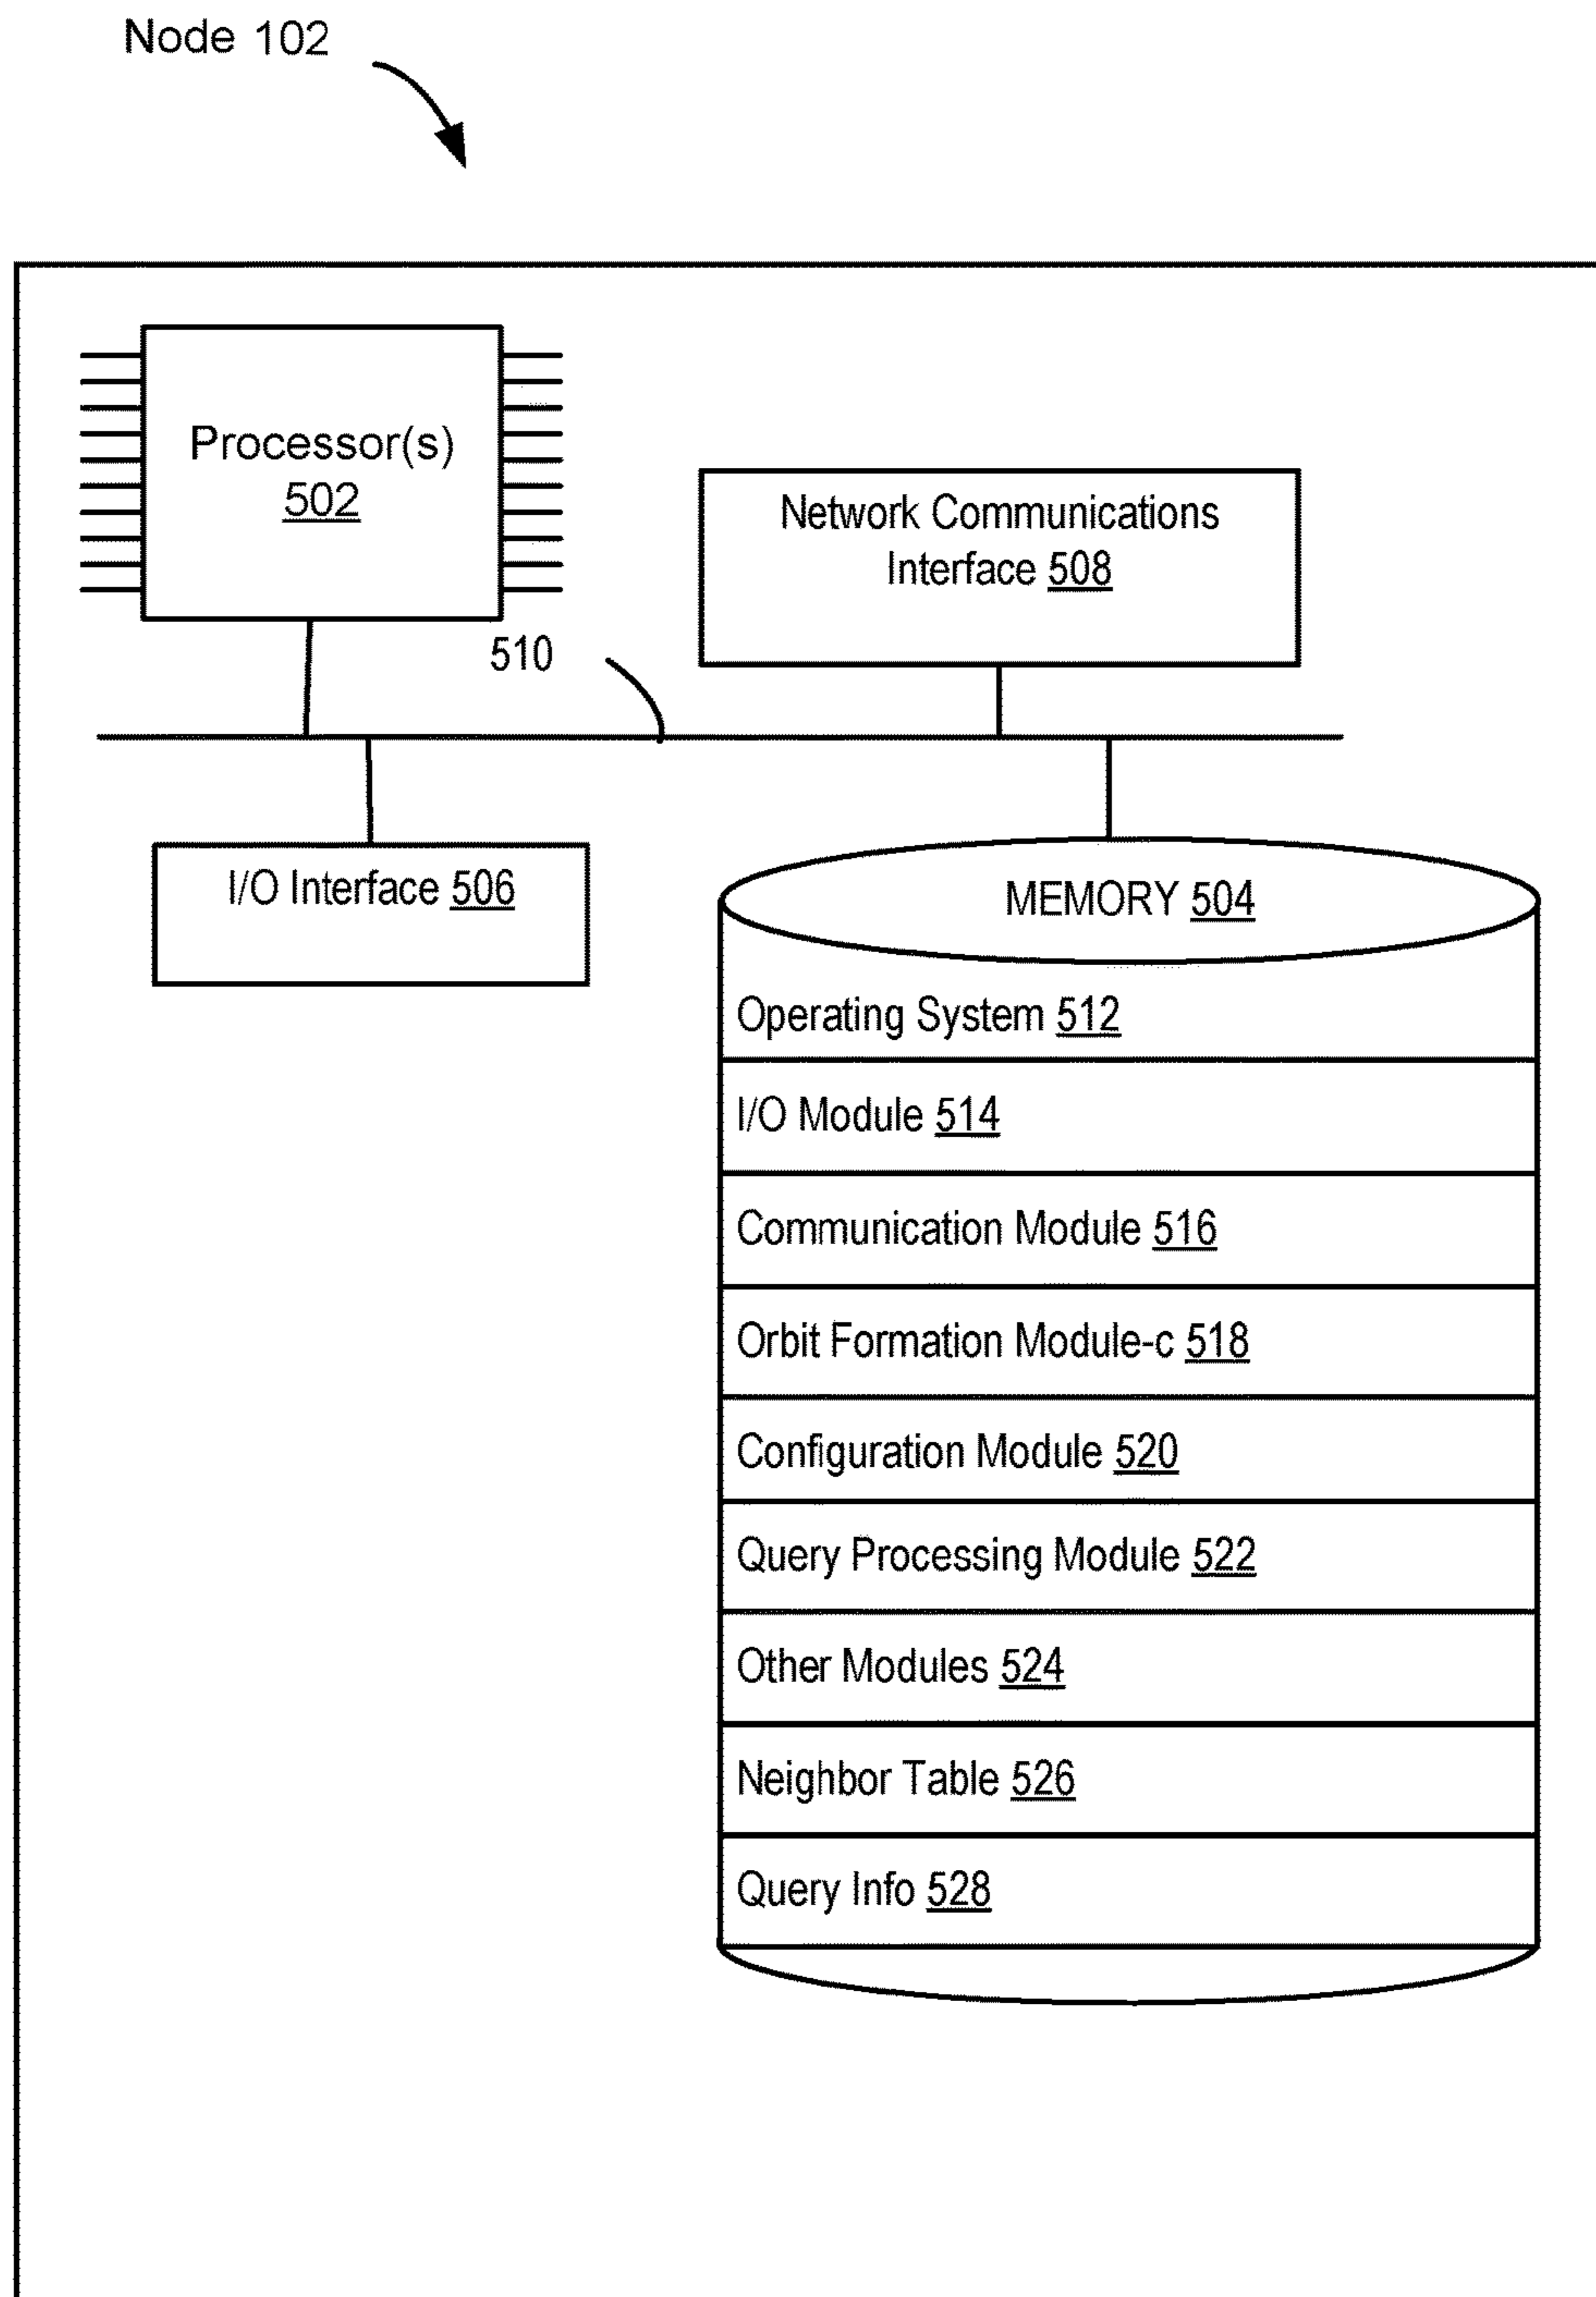 Node 102
Processor(s)
502
Network Communications
Interface 508
510
I/O Interface 506
MEMORY 504
Operating System 512
I/O Module 514
Communication Module 516
Orbit Formation Module-c 518
Configuration Module 520
Query Processing Module 522
Other Modules 524
Neighbor Table 526
Query Info 528